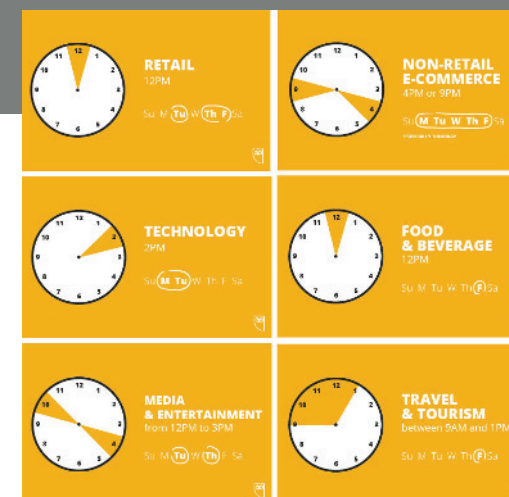 RETAIL
12PM
Su M Tu W Th F Sa
NON-RETAIL
E-COMMERCE
4PM or 9PM
Su M Tu W Th F Sa
TECHNOLOGY
2PM
Su M Tu W Th F Sa
FOOD
& BEVERAGE
12PM
Su M Tu W Th F Sa
MEDIA
& ENTERTAINMENT
from 12PM to 3PM
Su M Tu W Th F Sa
TRAVEL
& TOURISM
between 9AM and 1PM
Su M Tu W Th F Sa